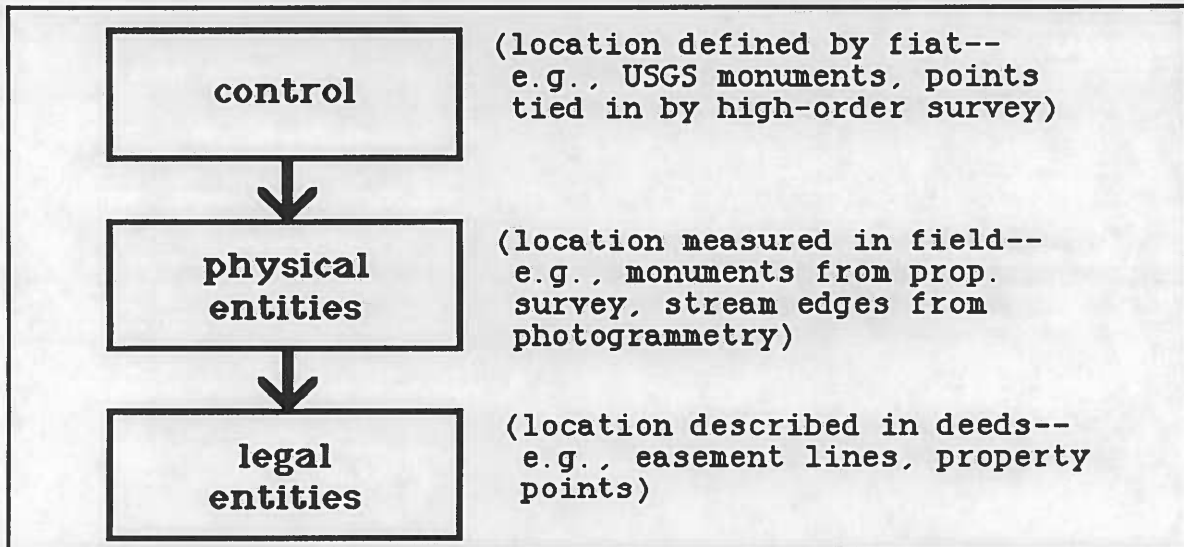 control
(location defined by fiat--
e.g., USGS monuments, points
tied in by high-order survey)
physical
entities
(location measured in field--
e.g., monuments from prop.
survey, stream edges from
photogrammetry)
legal
entities
(location described in deeds--
e.g., easement lines, property
points)